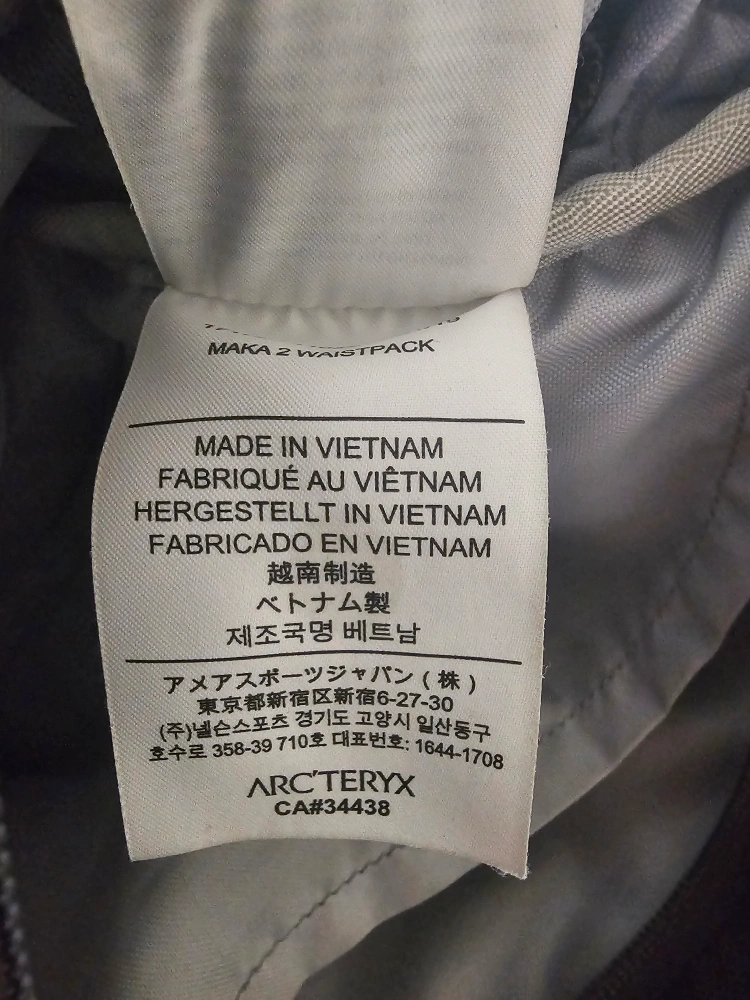 MAKA 2 WAISTPACK
MADE IN VIETNAM
FABRIQUÉ AU VIÊTNAM
HERGESTELLT IN VIETNAM
FABRICADO EN VIETNAM
越南制造
ベトナム製
제조국명 베트남
アメアスポーツジャパン ( 株 )
東京都新宿区新宿6-27-30
(주)넬슨스포츠 경기도 고양시 일산동구
호수로 358-39 710호 대표번호: 1644-1708
ARC'TERYX
CA#34438